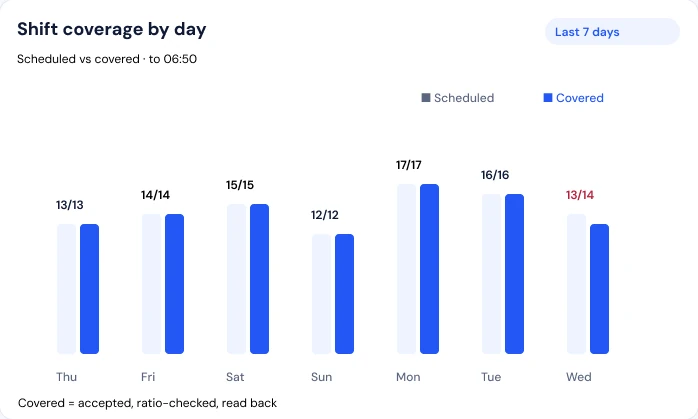 Shift coverage by day
Last 7 days
Scheduled vs covered · to 06:50
Scheduled
Covered
13/13
14/14
15/15
12/12
17/17
16/16
13/14
Thu
Fri
Sat
Sun
Mon
Tue
Wed
Covered = accepted, ratio-checked, read back